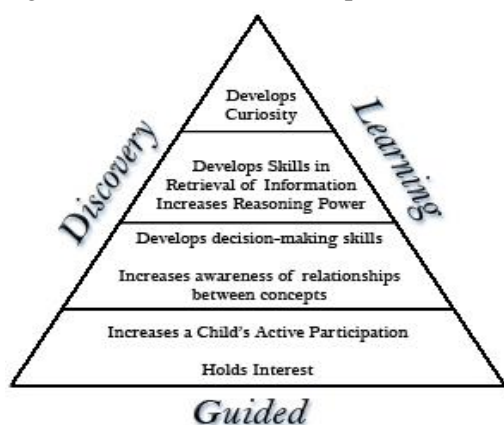 Develops
Curiosity
Discovery
Learning
Develops Skills in
Retrieval of Information
Increases Reasoning Power
Develops decision-making skills
Increases awareness of relationships
between concepts
Increases a Child's Active Participation
Holds Interest
Guided